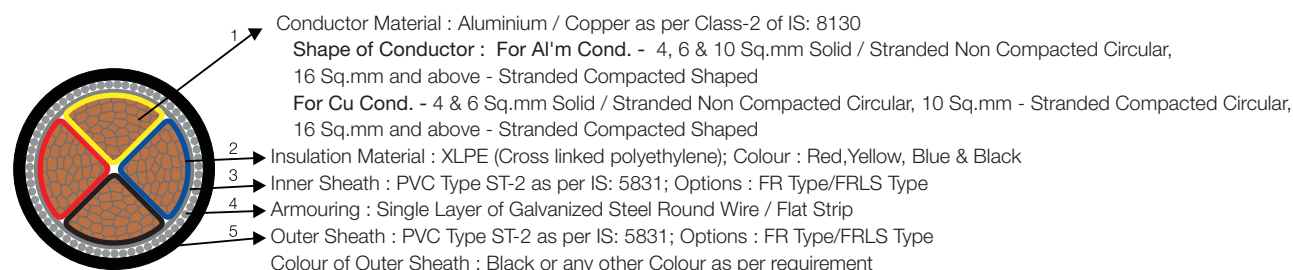 1 Conductor Material : Aluminium / Copper as per Class-2 of IS: 8130
Shape of Conductor : For Al'm Cond. - 4, 6 & 10 Sq.mm Solid / Stranded Non Compacted Circular,
16 Sq.mm and above - Stranded Compacted Shaped
For Cu Cond. - 4 & 6 Sq.mm Solid / Stranded Non Compacted Circular, 10 Sq.mm - Stranded Compacted Circular,
16 Sq.mm and above - Stranded Compacted Shaped
2 Insulation Material : XLPE (Cross linked polyethylene); Colour : Red,Yellow, Blue & Black
3 Inner Sheath : PVC Type ST-2 as per IS: 5831; Options : FR Type/FRLS Type
4 Armouring : Single Layer of Galvanized Steel Round Wire / Flat Strip
5 Outer Sheath : PVC Type ST-2 as per IS: 5831; Options : FR Type/FRLS Type
Colour of Outer Sheath : Black or any other Colour as per requirement